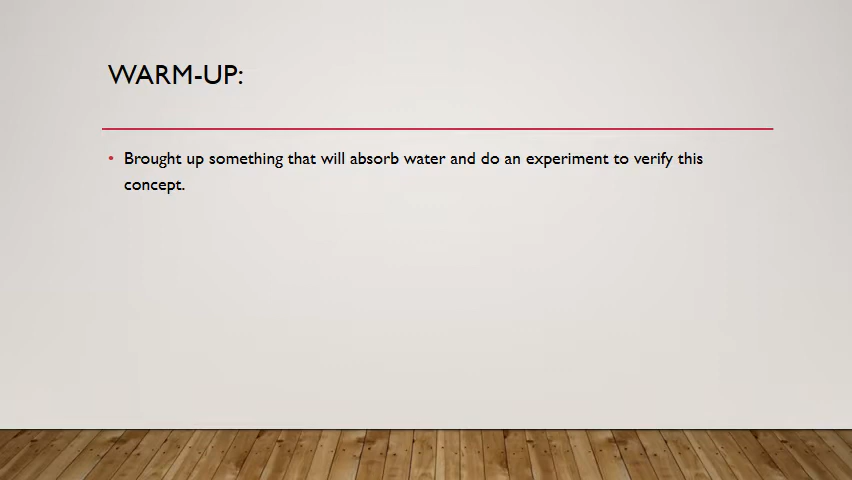 WARM-UP:
• Brought up something that will absorb water and do an experiment to verify this
concept.